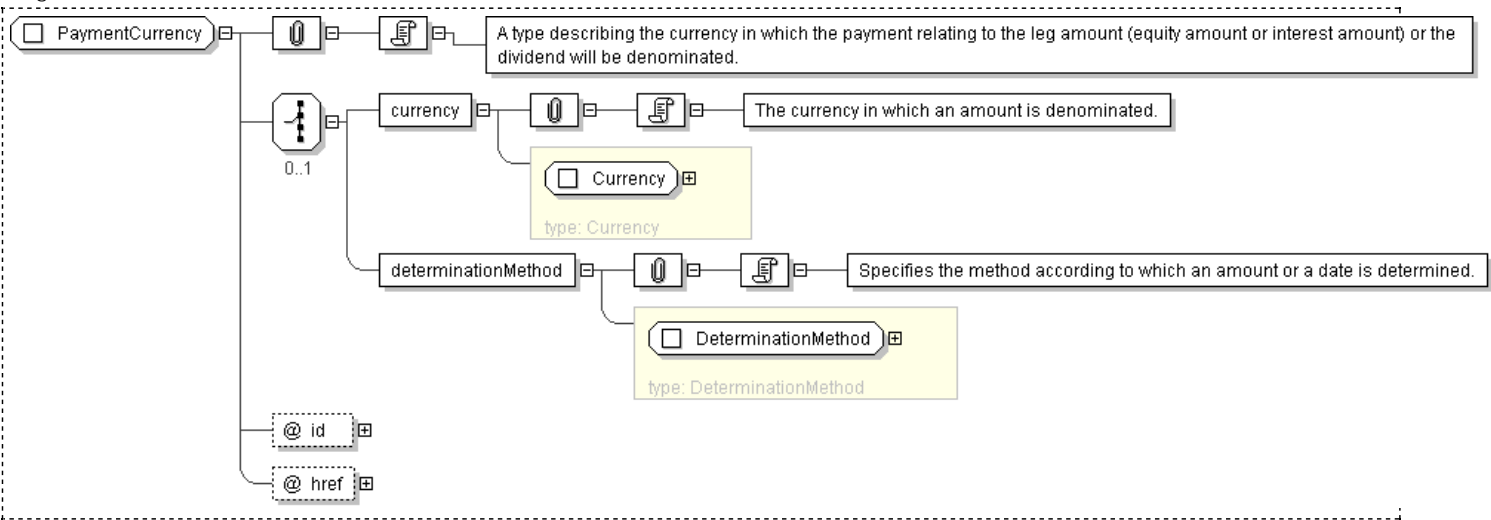 PaymentCurrency
A type describing the currency in which the payment relating to the leg amount (equity amount or interest amount) or the
dividend will be denominated.
0..1
currency
The currency in which an amount is denominated.
Currency
type: Currency
determinationMethod
Specifies the method according to which an amount or a date is determined.
DeterminationMethod
type: DeterminationMethod
@ id
@ href